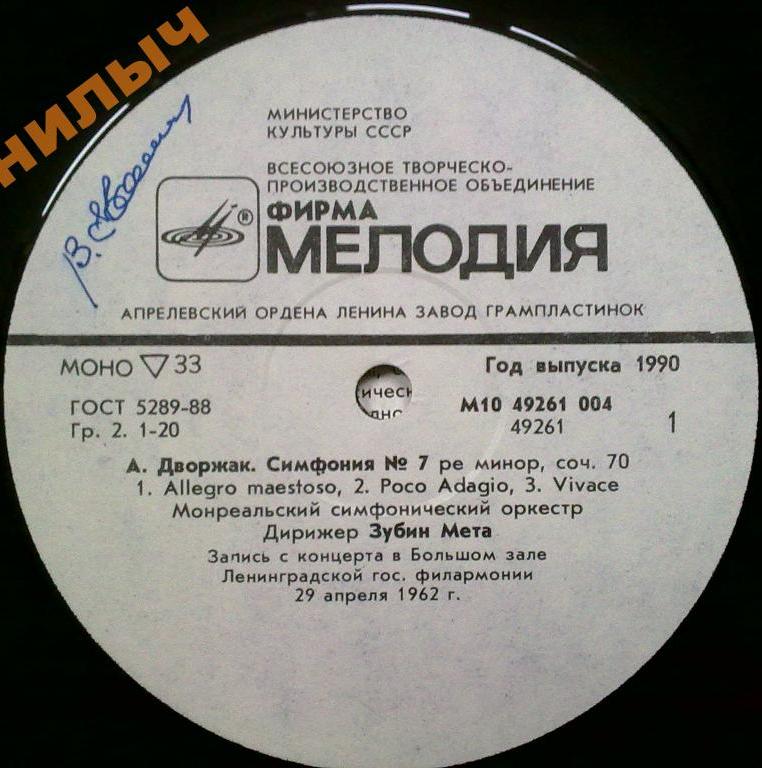 нилыч
МИНИСТЕРСТВО
КУЛЬТУРЫ СССР
ВСЕСОЮЗНОЕ ТВОРЧЕСКО-
ПРОИЗВОДСТВЕННОЕ ОБЪЕДИНЕНИЕ
ФИРМА
® МЕЛОДИЯ
АПРЕЛЕВСКИЙ ОРДЕНА ЛЕНИНА ЗАВОД ГРАМПЛАСТИНОК
МОНО ▽ 33 Год выпуска 1990
ГОСТ 5289-88 М10 49261 004
Гр. 2. 1-20 49261 1
А. Дворжак. Симфония № 7 ре минор, соч. 70
1. Allegro maestoso, 2. Poco Adagio, 3. Vivace
Монреальский симфонический оркестр
Дирижер Зубин Мета
Запись с концерта в Большом зале
Ленинградской гос. филармонии
29 апреля 1962 г.